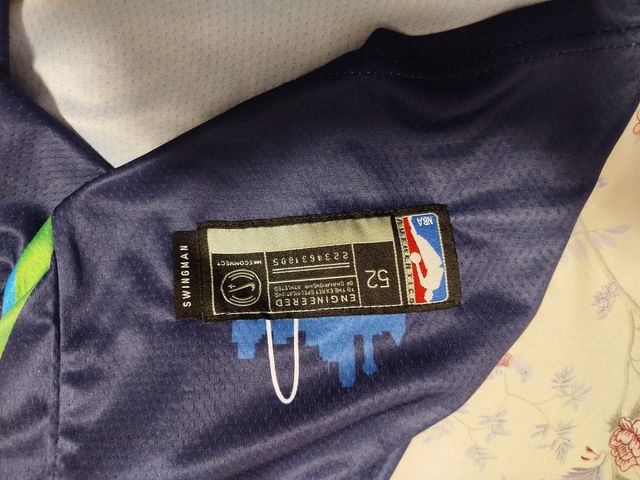 NBA
AUTHENTICS
52
ENGINEERED
TO THE EXACT SPECIFICATIONS
OF CHAMPIONSHIP ATHLETES
2234631805
NIKECONNECT
SWINGMAN